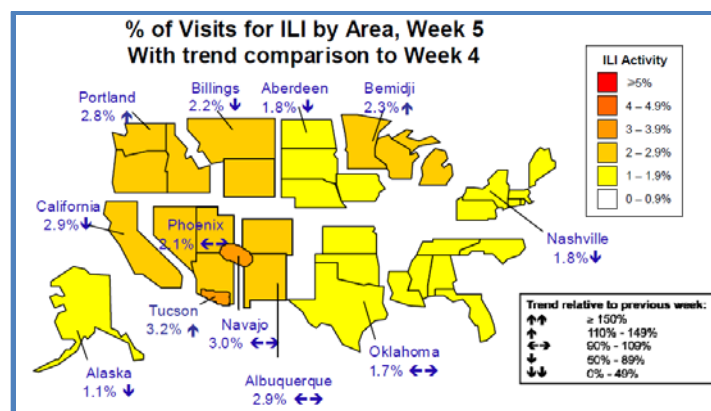 % of Visits for ILI by Area, Week 5
With trend comparison to Week 4
ILI Activity
≥5%
4 – 4.9%
3 – 3.9%
2 – 2.9%
1 – 1.9%
0 – 0.9%
Portland
2.8% ↑
Billings
2.2% ↓
Aberdeen
1.8% ↓
Bemidji
2.3% ↑
California
2.9% ↓
Phoenix
2.1% ↔
Nashville
1.8% ↓
Tucson
3.2% ↑
Navajo
3.0% ↔
Oklahoma
1.7% ↔
Alaska
1.1% ↓
Albuquerque
2.9% ↔
Trend relative to previous week:
↑↑ ≥ 150%
↑ 110% - 149%
↔ 90% - 109%
↓ 50% - 89%
↓↓ 0% - 49%